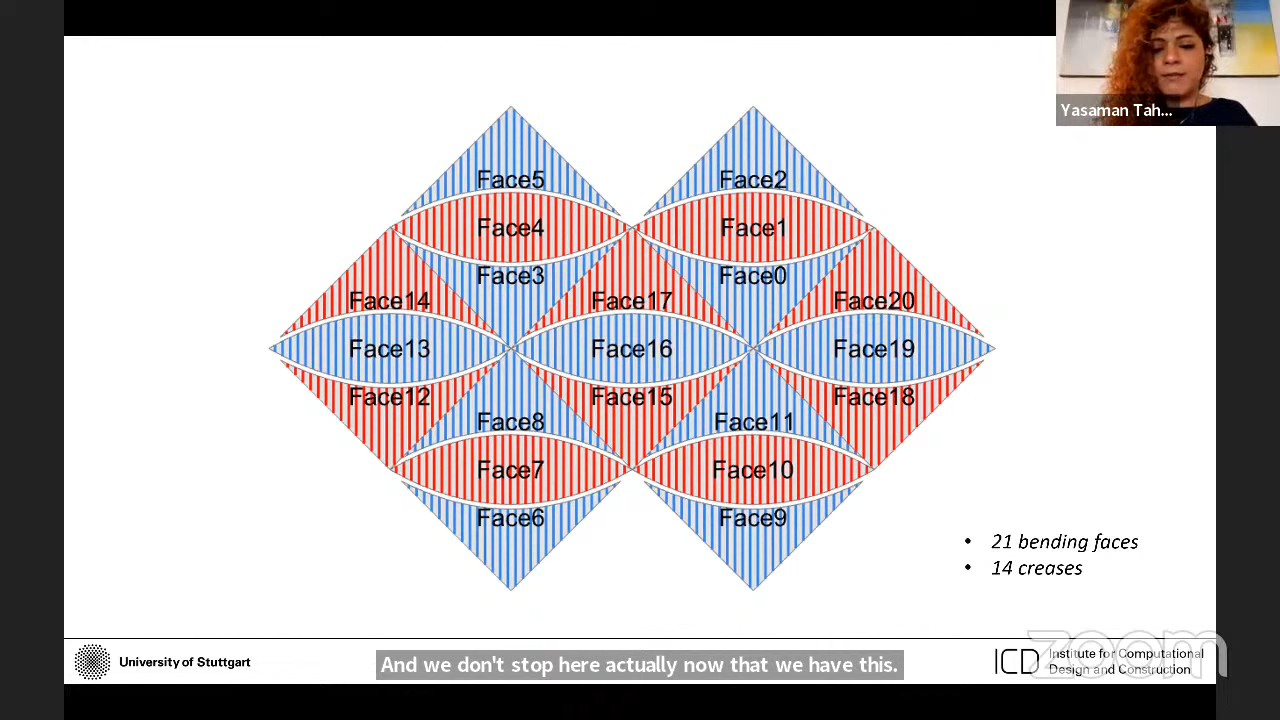 Yasaman Tah...
Face5 Face2
Face4 Face1
Face3 Face0
Face14 Face17 Face20
Face13 Face16 Face19
Face12 Face15 Face18
Face8 Face11
Face7 Face10
Face6 Face9
• 21 bending faces
• 14 creases
zoom
University of Stuttgart
And we don't stop here actually now that we have this.
ICD Institute for Computational
Design and Construction